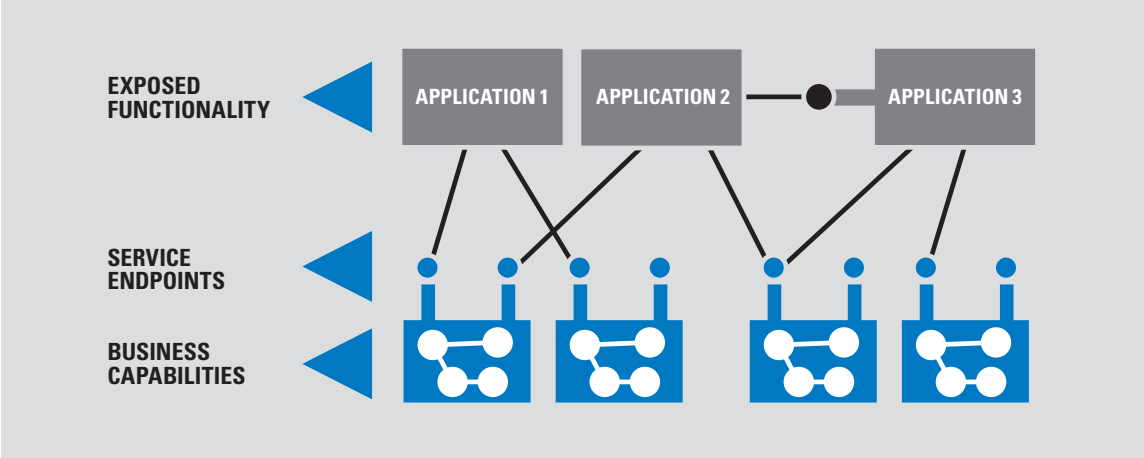 EXPOSED
FUNCTIONALITY
APPLICATION 1
APPLICATION 2
APPLICATION 3
SERVICE
ENDPOINTS
BUSINESS
CAPABILITIES